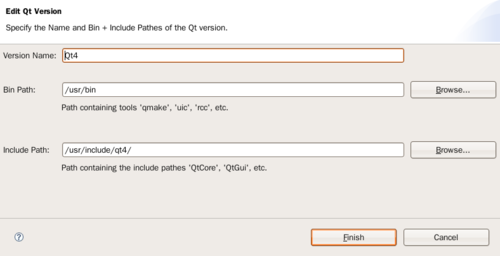 Edit Qt Version
Specify the Name and Bin + Include Pathes of the Qt version.
Version Name: Qt4
Bin Path: /usr/bin Browse...
Path containing tools 'qmake', 'uic', 'rcc', etc.
Include Path: /usr/include/qt4/ Browse...
Path containing the include pathes 'QtCore', 'QtGui', etc.
? Finish Cancel